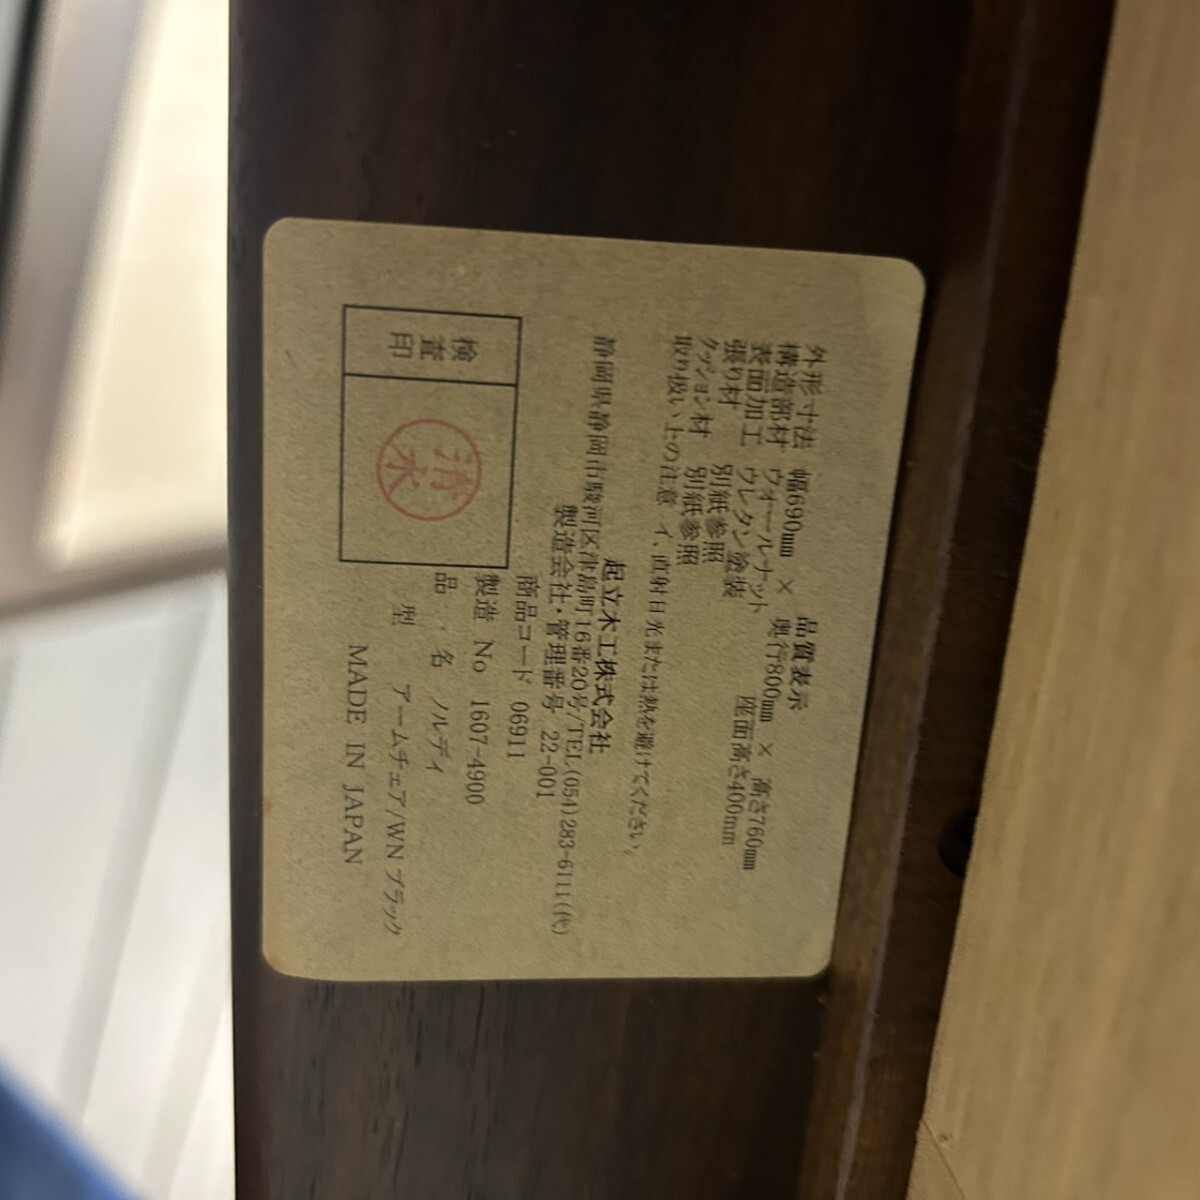 品質表示
外形寸法 幅690mm × 奥行800mm × 高さ760mm
座面高さ400mm
構造部材 ウォールナット
表面加工 ウレタン塗装
張り材 別紙参照
クッション材 別紙参照
取り扱い上の注意 イ,直射日光または熱を避けてください。
起立木工株式会社
静岡県静岡市駿河区津島町16番20号/TEL(054)283-6111(代)
製造会社・管理番号 22-001
商品コード 06911
製造 No 1607-4900
品 名 ノルディ
型 アームチェア/WNブラック
MADE IN JAPAN
検査印
清水